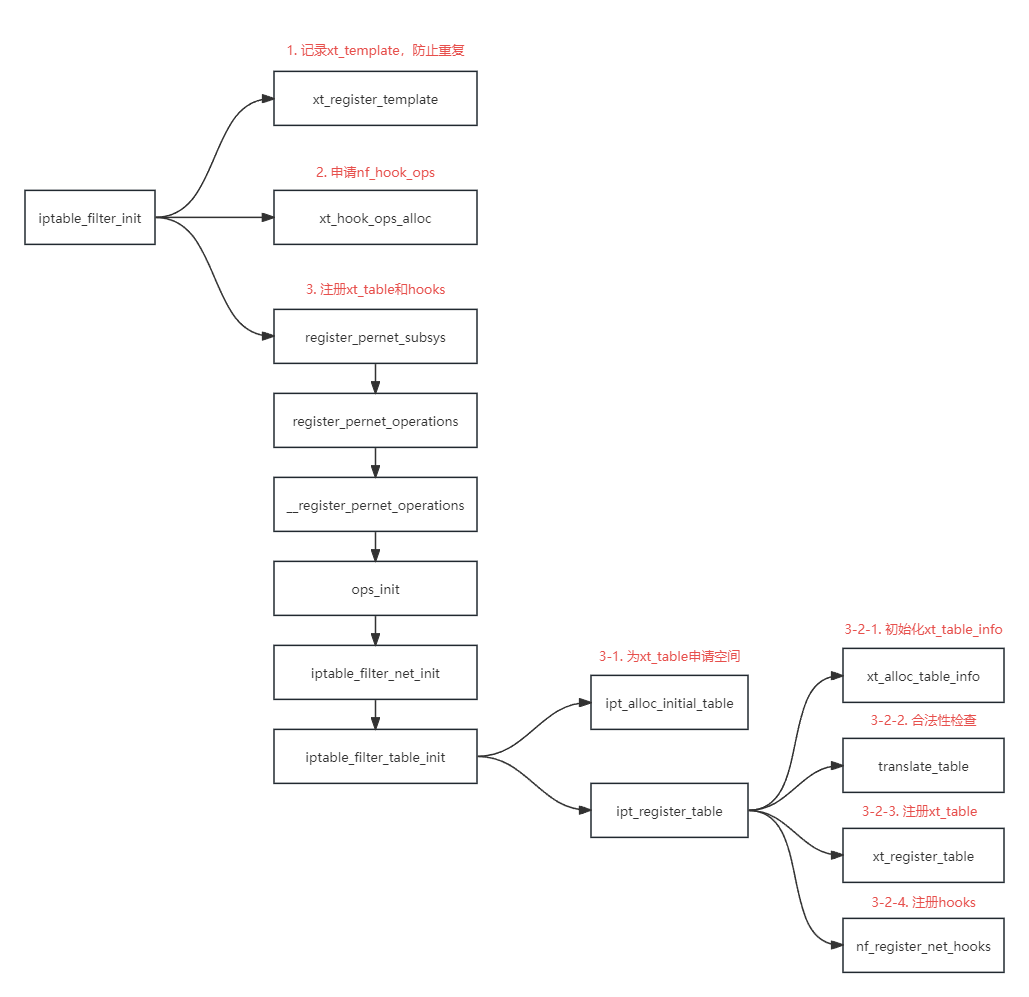 1. 记录xt_template，防止重复
xt_register_template
2. 申请nf_hook_ops
iptable_filter_init
xt_hook_ops_alloc
3. 注册xt_table和hooks
register_pernet_subsys
register_pernet_operations
__register_pernet_operations
ops_init
iptable_filter_net_init
iptable_filter_table_init
3-1. 为xt_table申请空间
ipt_alloc_initial_table
ipt_register_table
3-2-1. 初始化xt_table_info
xt_alloc_table_info
3-2-2. 合法性检查
translate_table
3-2-3. 注册xt_table
xt_register_table
3-2-4. 注册hooks
nf_register_net_hooks